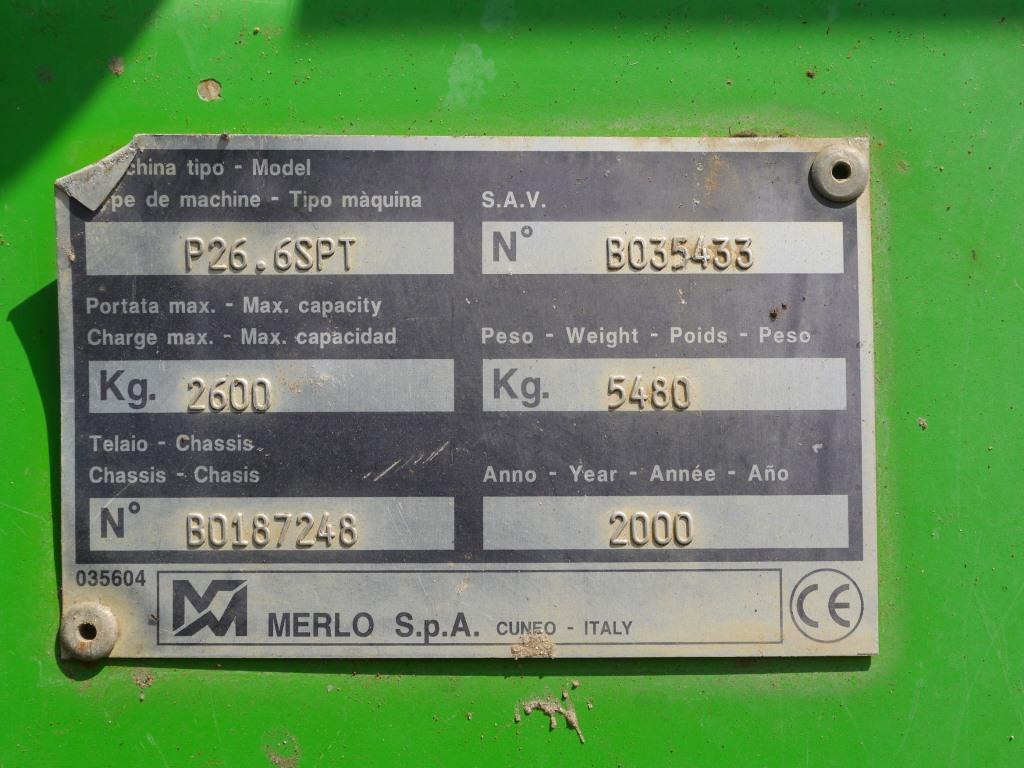 china tipo - Model
pe de machine - Tipo màquina
P26.6SPT
S.A.V.
N° B035433
Portata max. - Max. capacity
Charge max. - Max. capacidad
Kg. 2600
Peso - Weight - Poids - Peso
Kg. 5480
Telaio - Chassis
Chassis - Chasis
N° B0187248
Anno - Year - Année - Año
2000
035604
MERLO S.p.A. CUNEO - ITALY
CE